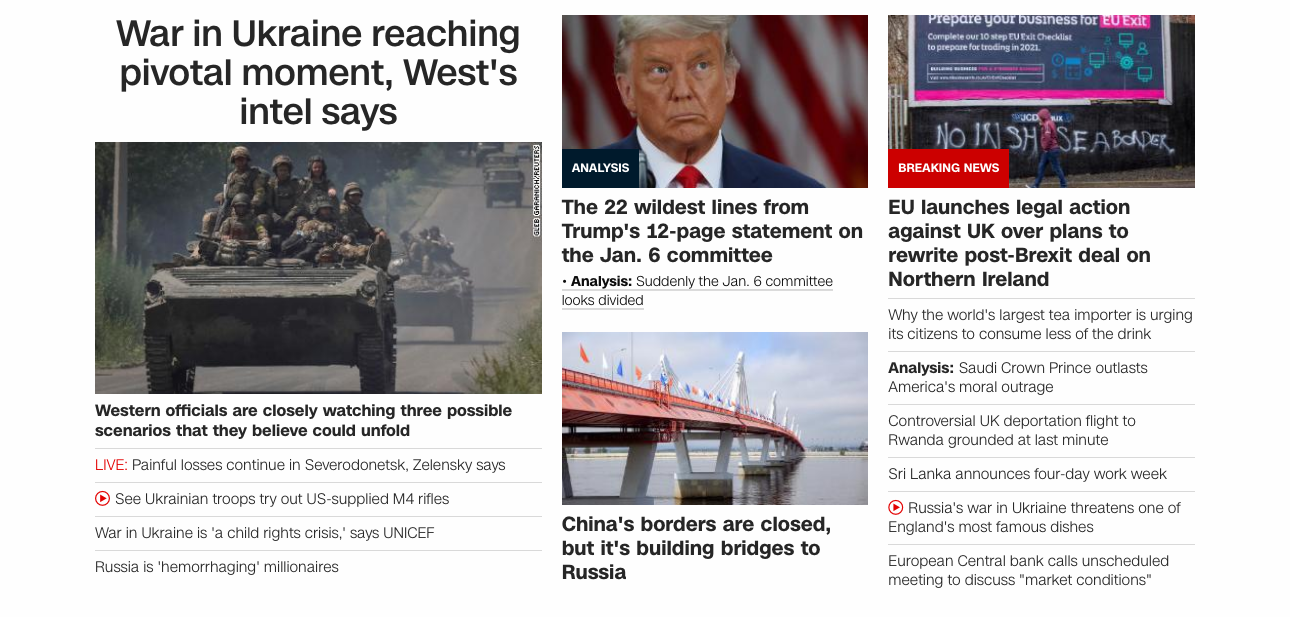 War in Ukraine reaching
pivotal moment, West's
intel says
GLEB GARANICH/REUTERS
Western officials are closely watching three possible
scenarios that they believe could unfold
LIVE: Painful losses continue in Severodonetsk, Zelensky says
See Ukrainian troops try out US-supplied M4 rifles
War in Ukraine is 'a child rights crisis,' says UNICEF
Russia is 'hemorrhaging' millionaires
ANALYSIS
The 22 wildest lines from
Trump's 12-page statement on
the Jan. 6 committee
• Analysis: Suddenly the Jan. 6 committee
looks divided
China's borders are closed,
but it's building bridges to
Russia
Prepare your business for EU Exit
Complete our 10 step EU Exit Checklist
to prepare for trading in 2021.
NO IRISH SEA BORDER
BREAKING NEWS
EU launches legal action
against UK over plans to
rewrite post-Brexit deal on
Northern Ireland
Why the world's largest tea importer is urging
its citizens to consume less of the drink
Analysis: Saudi Crown Prince outlasts
America's moral outrage
Controversial UK deportation flight to
Rwanda grounded at last minute
Sri Lanka announces four-day work week
Russia's war in Ukriaine threatens one of
England's most famous dishes
European Central bank calls unscheduled
meeting to discuss "market conditions"